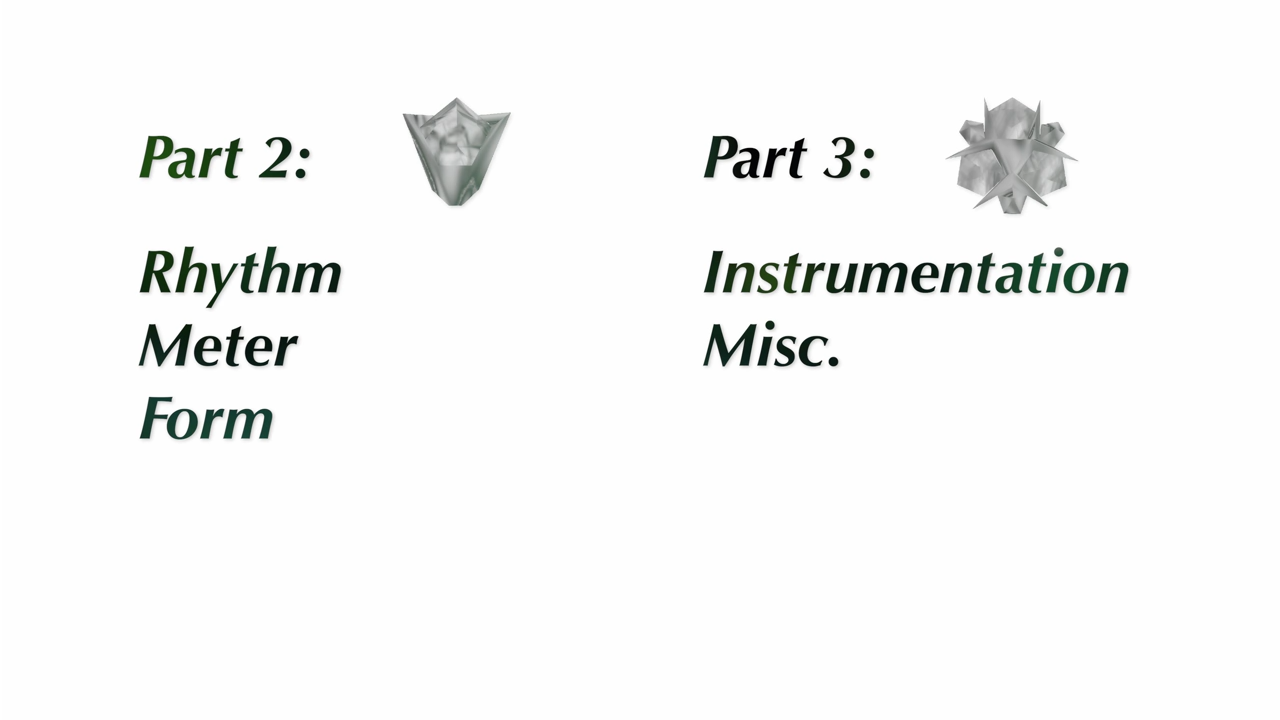 Part 2:
Rhythm
Meter
Form
Part 3:
Instrumentation
Misc.